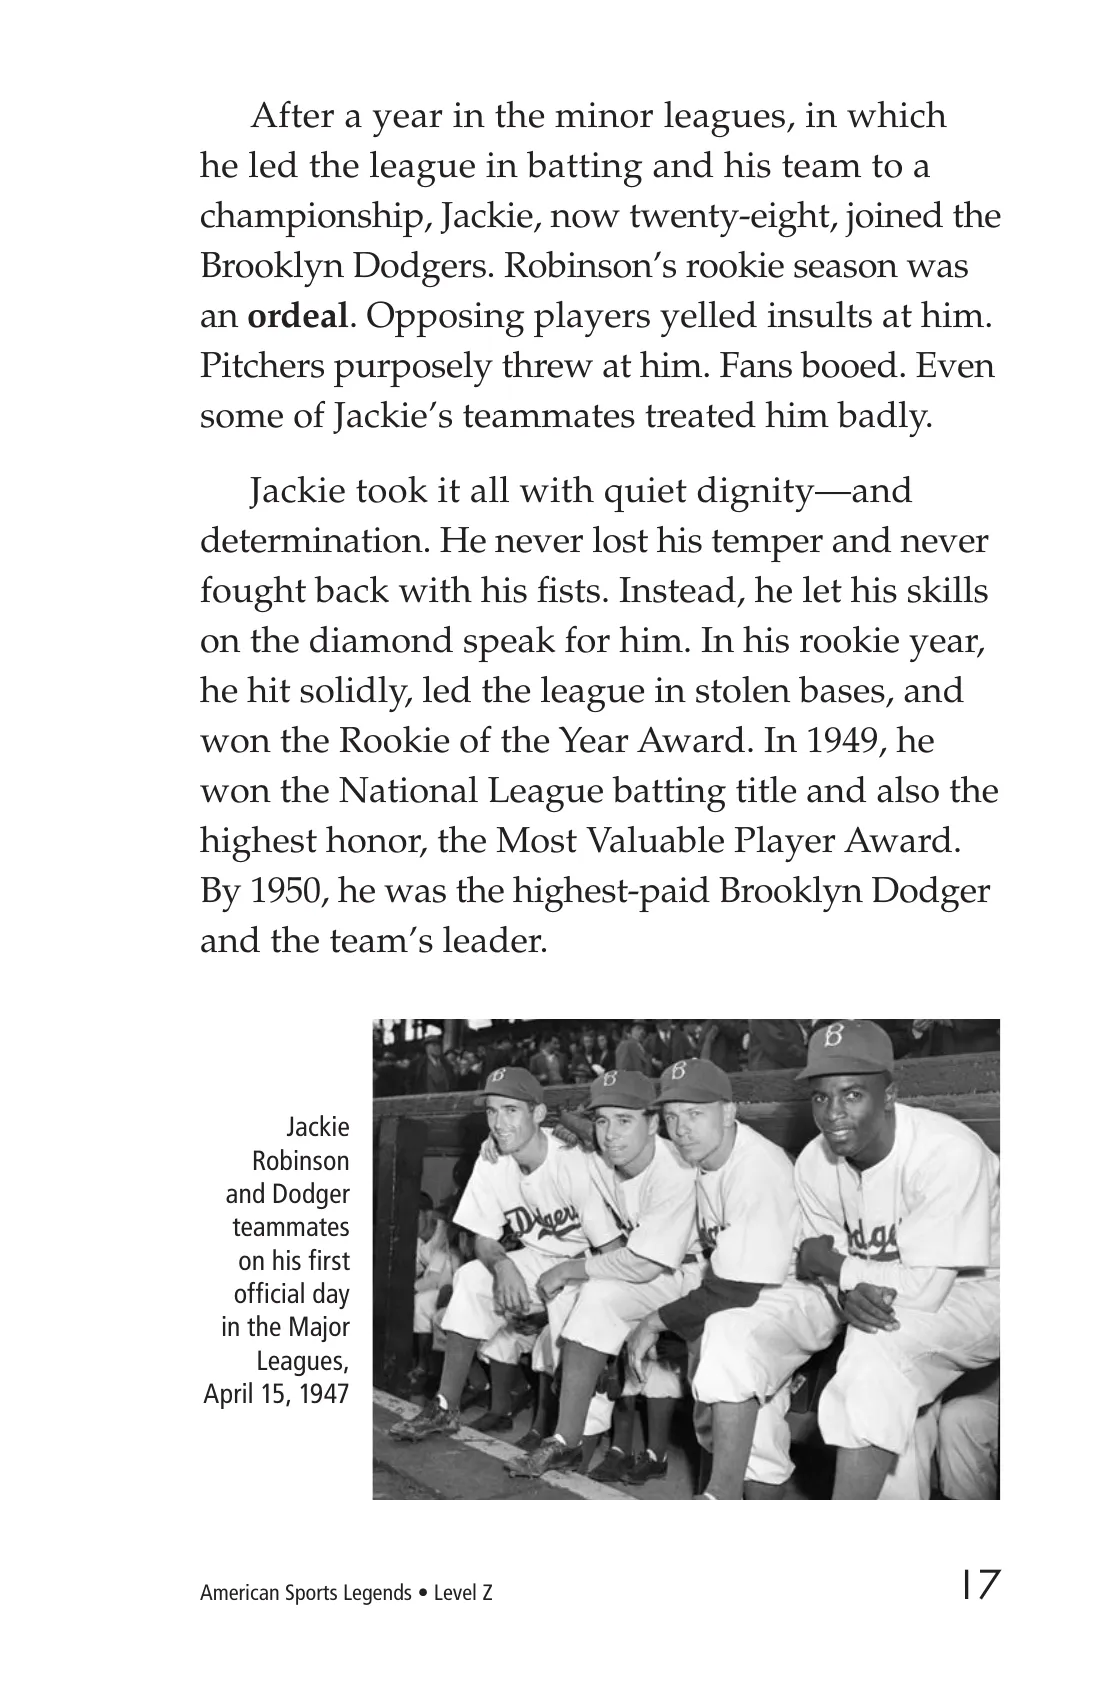 After a year in the minor leagues, in which
he led the league in batting and his team to a
championship, Jackie, now twenty-eight, joined the
Brooklyn Dodgers. Robinson’s rookie season was
an ordeal. Opposing players yelled insults at him.
Pitchers purposely threw at him. Fans booed. Even
some of Jackie’s teammates treated him badly.
Jackie took it all with quiet dignity—and
determination. He never lost his temper and never
fought back with his fists. Instead, he let his skills
on the diamond speak for him. In his rookie year,
he hit solidly, led the league in stolen bases, and
won the Rookie of the Year Award. In 1949, he
won the National League batting title and also the
highest honor, the Most Valuable Player Award.
By 1950, he was the highest-paid Brooklyn Dodger
and the team’s leader.
Jackie
Robinson
and Dodger
teammates
on his first
official day
in the Major
Leagues,
April 15, 1947
B
B
B
B
Dodgers
odge
American Sports Legends • Level Z
17